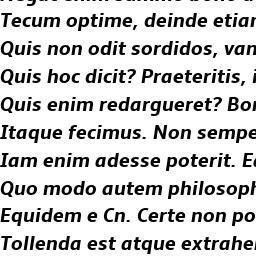 Tecum optime, deinde etiam
Quis non odit sordidos, van
Quis hoc dicit? Praeteritis, i
Quis enim redargueret? Bon
Itaque fecimus. Non sempe
Iam enim adesse poterit. Ea
Quo modo autem philosoph
Equidem e Cn. Certe non po
Tollenda est atque extrahe